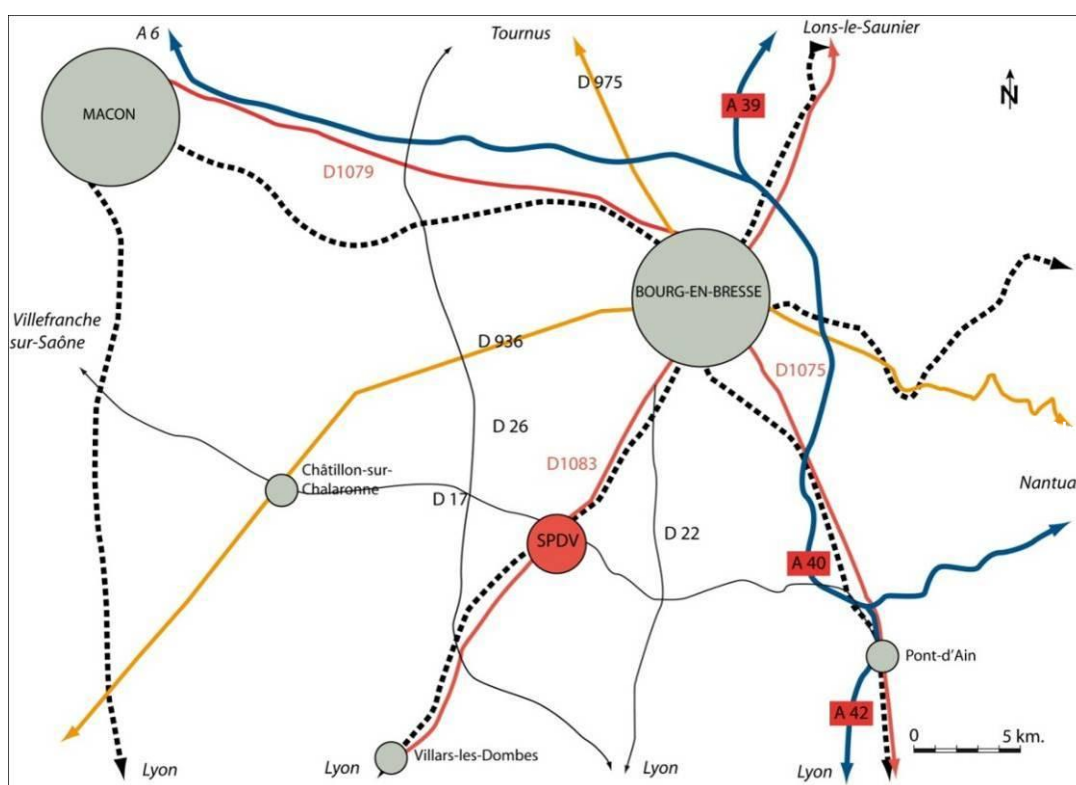 A 6
Tournus
Lons-le-Saunier
D 975
A 39
N
MACON
D1079
BOURG-EN-BRESSE
Villefranche
sur-Saône
D 936
D1075
D 26
D1083
Châtillon-sur-
Chalaronne
D 17
Nantua
D 22
SPDV
A 40
Pont-d'Ain
A 42
0 5 km.
Villars-les-Dombes
Lyon
Lyon
Lyon
Lyon